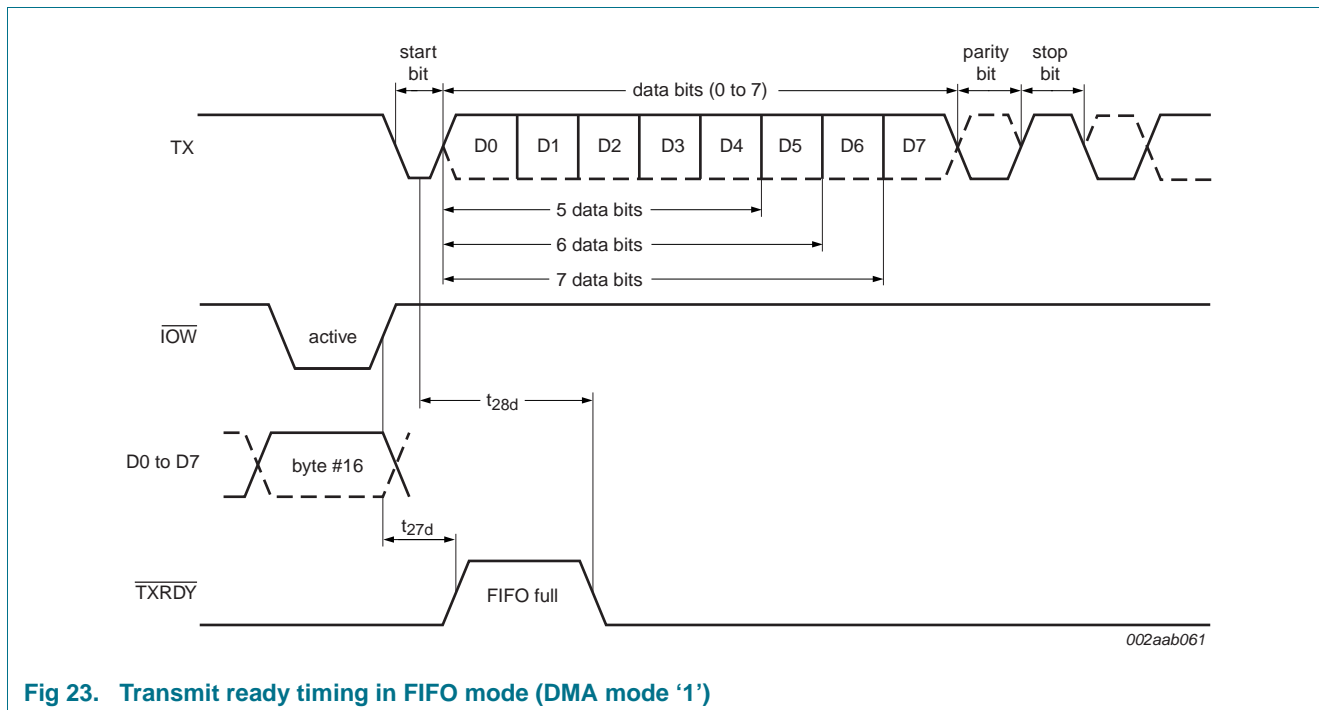 start
bit
data bits (0 to 7)
parity
bit
stop
bit
TX
D0 D1 D2 D3 D4 D5 D6 D7
5 data bits
6 data bits
7 data bits
IOW
active
t28d
D0 to D7
byte #16
t27d
TXRDY
FIFO full
002aab061
Fig 23. Transmit ready timing in FIFO mode (DMA mode ‘1’)